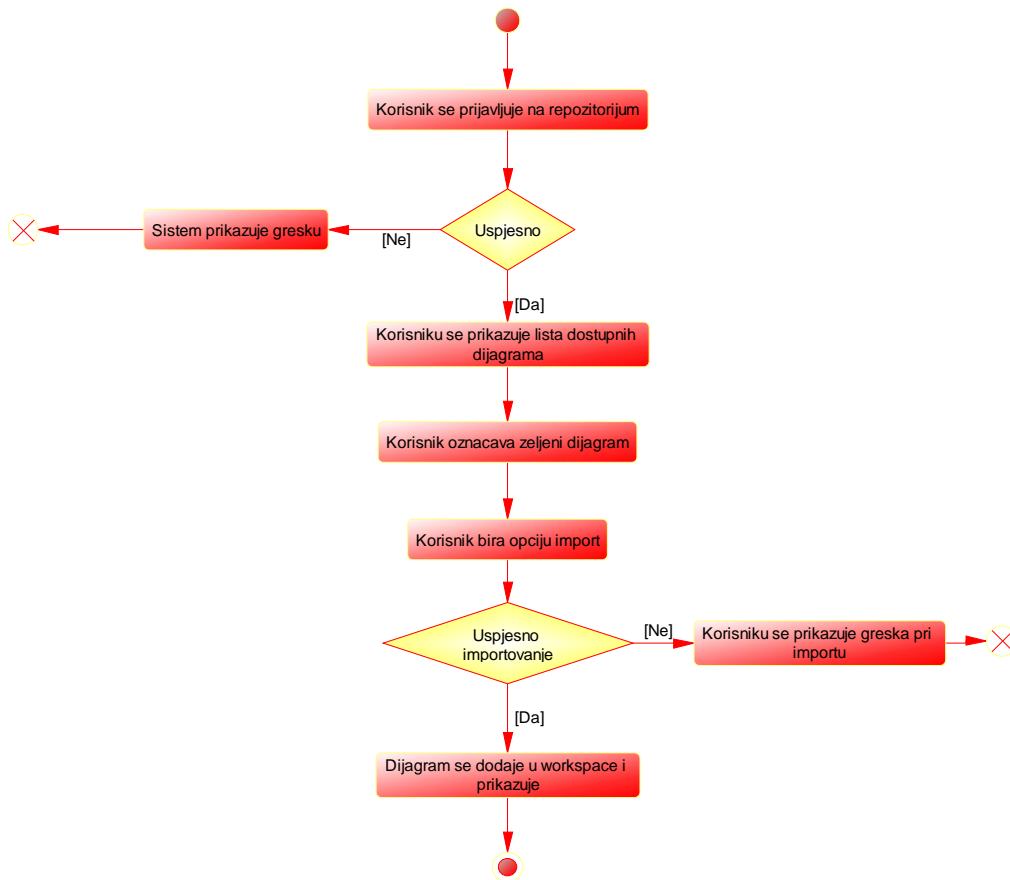 Korisnik se prijavljuje na repozitorijum
Uspjesno
[Ne]
Sistem prikazuje gresku
[Da]
Korisniku se prikazuje lista dostupnih
dijagrama
Korisnik oznacava zeljeni dijagram
Korisnik bira opciju import
Uspjesno
importovanje
[Ne]
Korisniku se prikazuje greska pri
importu
[Da]
Dijagram se dodaje u workspace i
prikazuje